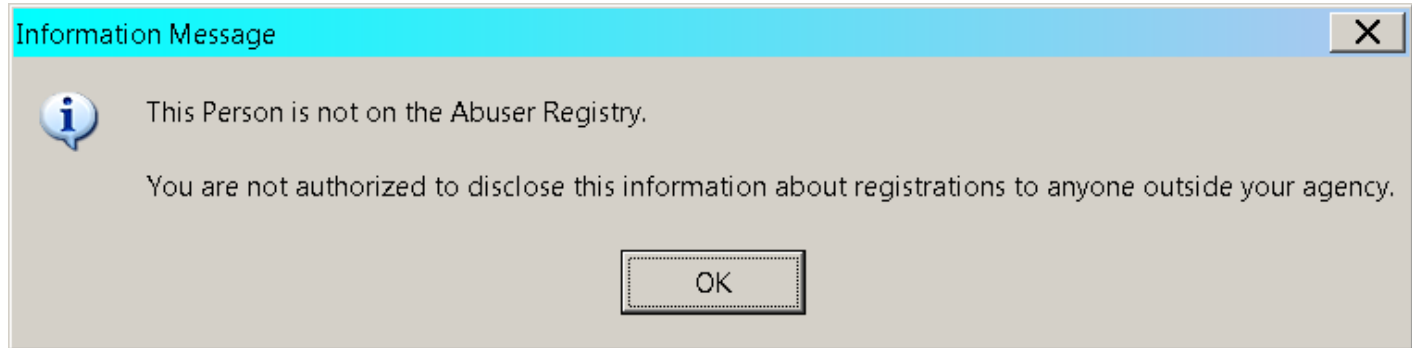 Information Message
This Person is not on the Abuser Registry.
You are not authorized to disclose this information about registrations to anyone outside your agency.
OK